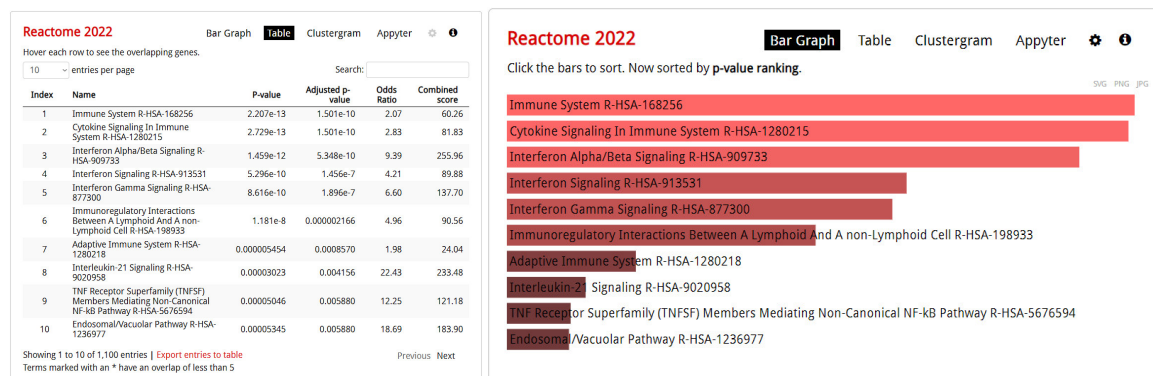 Reactome 2022
Bar Graph Table Clustergram Appyter
Hover each row to see the overlapping genes.
10 entries per page Search:
Index Name P-value Adjusted p-value Odds Ratio Combined score
1 Immune System R-HSA-168256 2.207e-13 1.501e-10 2.07 60.26
2 Cytokine Signaling In Immune System R-HSA-1280215 2.729e-13 1.501e-10 2.83 81.83
3 Interferon Alpha/Beta Signaling R-HSA-909733 1.459e-12 5.348e-10 9.39 255.96
4 Interferon Signaling R-HSA-913531 5.296e-10 1.456e-7 4.21 89.88
5 Interferon Gamma Signaling R-HSA-877300 8.616e-10 1.896e-7 6.60 137.70
6 Immunoregulatory Interactions Between A Lymphoid And A non-Lymphoid Cell R-HSA-198933 1.181e-8 0.000002166 4.96 90.56
7 Adaptive Immune System R-HSA-1280218 0.000005454 0.0008570 1.98 24.04
8 Interleukin-21 Signaling R-HSA-9020958 0.00003023 0.004156 22.43 233.48
9 TNF Receptor Superfamily (TNFSF) Members Mediating Non-Canonical NF-kB Pathway R-HSA-5676594 0.00005046 0.005880 12.25 121.18
10 Endosomal/Vacuolar Pathway R-HSA-1236977 0.00005345 0.005880 18.69 183.90
Showing 1 to 10 of 1,100 entries | Export entries to table
Previous Next
Terms marked with an * have an overlap of less than 5
Reactome 2022
Bar Graph Table Clustergram Appyter
Click the bars to sort. Now sorted by p-value ranking.
SVG PNG JPG
Immune System R-HSA-168256
Cytokine Signaling In Immune System R-HSA-1280215
Interferon Alpha/Beta Signaling R-HSA-909733
Interferon Signaling R-HSA-913531
Interferon Gamma Signaling R-HSA-877300
Immunoregulatory Interactions Between A Lymphoid And A non-Lymphoid Cell R-HSA-198933
Adaptive Immune System R-HSA-1280218
Interleukin-21 Signaling R-HSA-9020958
TNF Receptor Superfamily (TNFSF) Members Mediating Non-Canonical NF-kB Pathway R-HSA-5676594
Endosomal/Vacuolar Pathway R-HSA-1236977